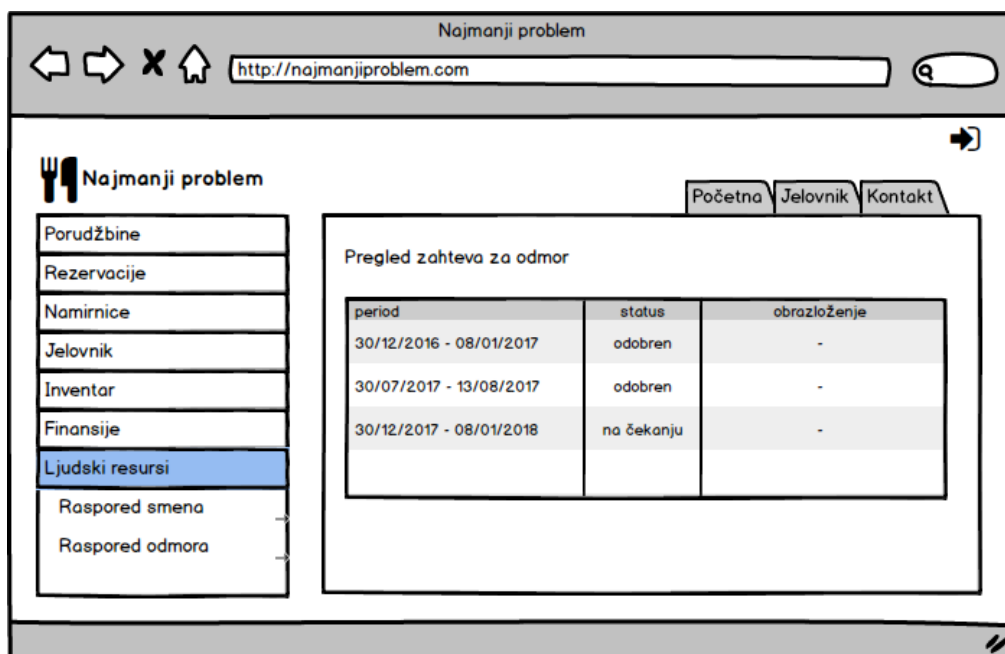 Najmanji problem
http://najmanjiproblem.com
Najmanji problem
Početna Jelovnik Kontakt
Porudžbine
Rezervacije
Namirnice
Jelovnik
Inventar
Finansije
Ljudski resursi
Raspored smena
Raspored odmora
Pregled zahteva za odmor
period status obrazloženje
30/12/2016 - 08/01/2017 odobren -
30/07/2017 - 13/08/2017 odobren -
30/12/2017 - 08/01/2018 na čekanju -